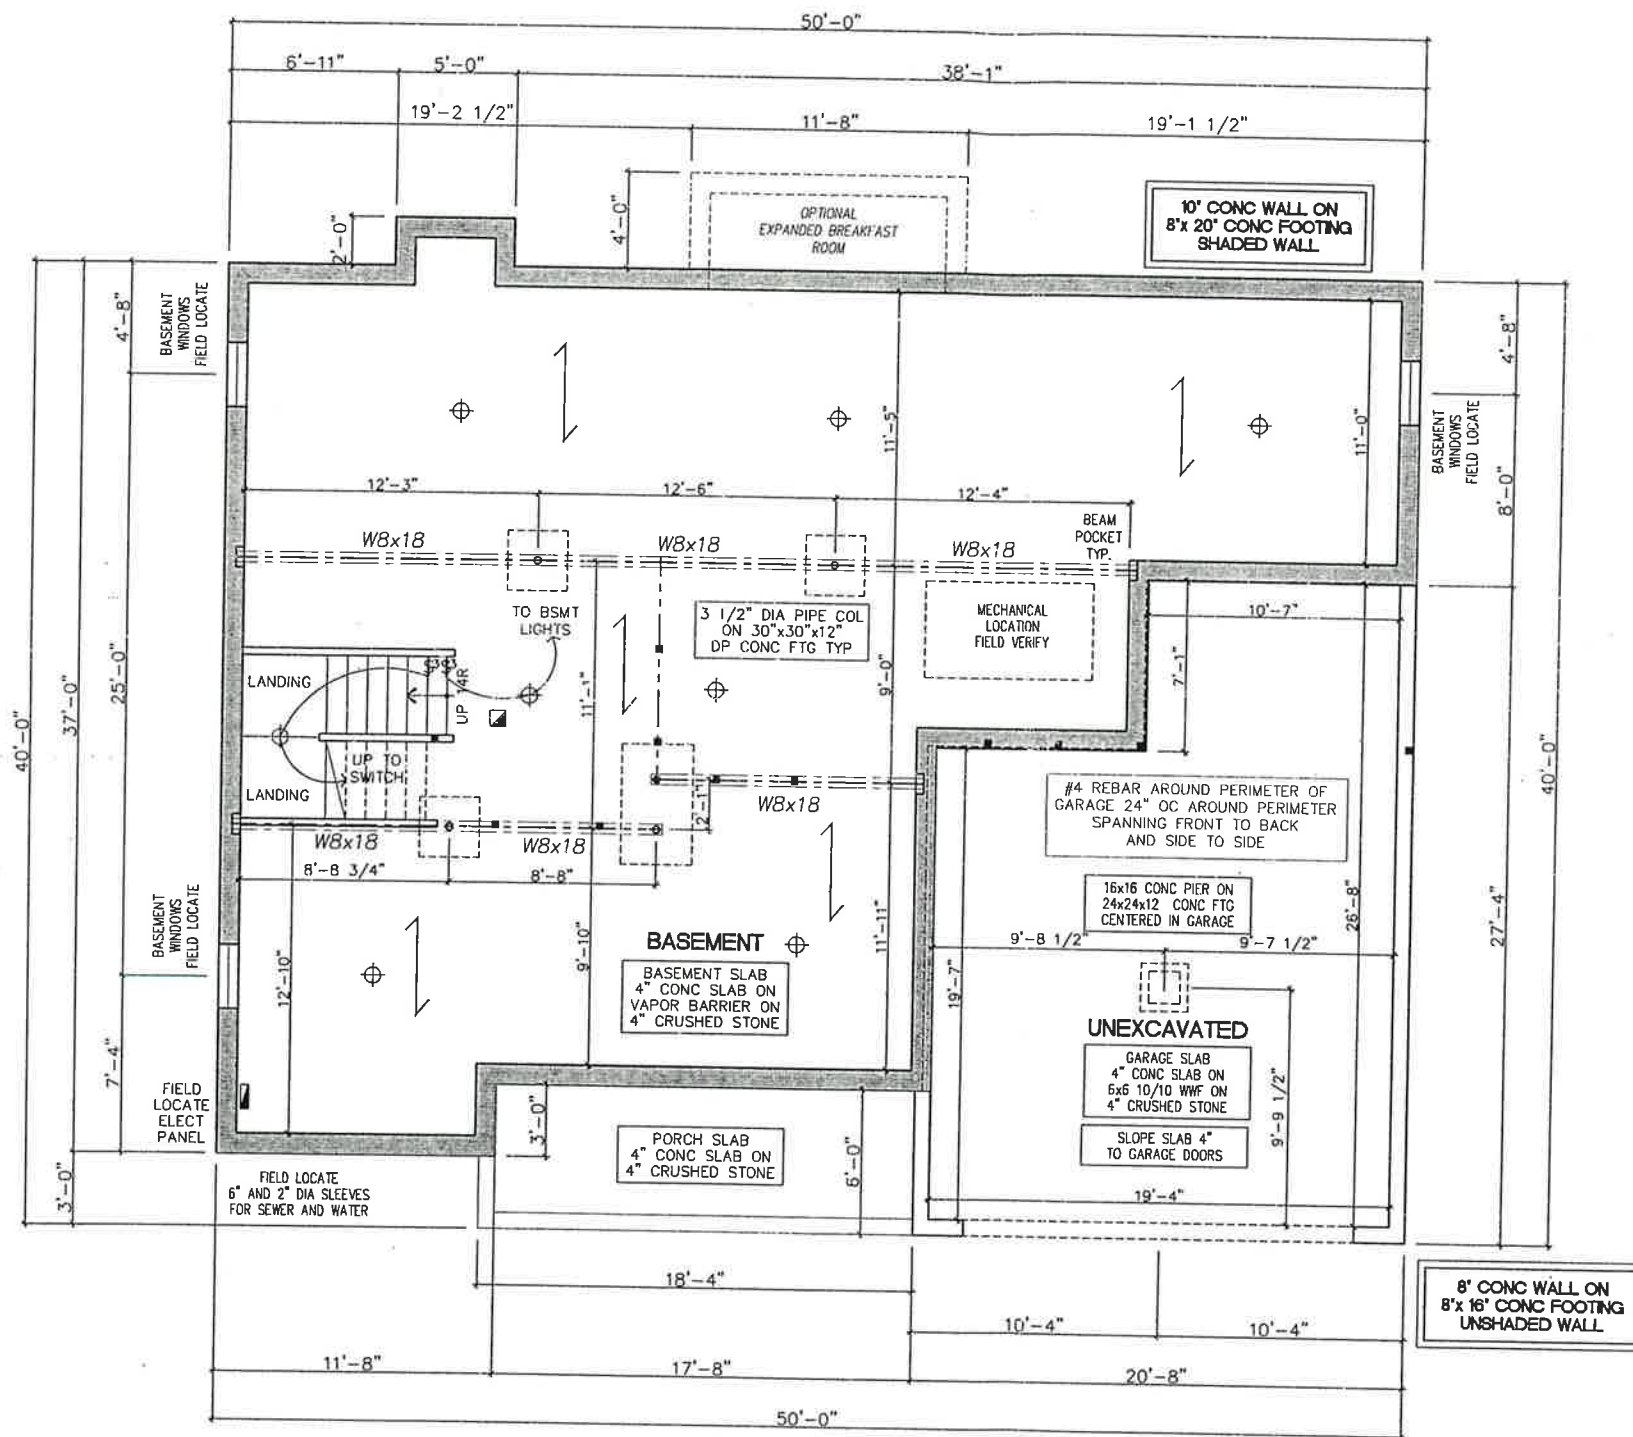 50'-0"
6'-11"
5'-0"
38'-1"
19'-2 1/2"
11'-8"
19'-1 1/2"
2'-0"
4'-0"
OPTIONAL
EXPANDED BREAKFAST
ROOM
10" CONC WALL ON
8"x 20" CONC FOOTING
SHADED WALL
4'-8"
BASEMENT
WINDOWS
FIELD LOCATE
4'-8"
BASEMENT
WINDOWS
FIELD LOCATE
8'-0"
11'-5"
11'-0"
12'-3"
12'-6"
12'-4"
BEAM
POCKET
TYP.
W8x18
W8x18
W8x18
TO BSMT
LIGHTS
3 1/2" DIA PIPE COL
ON 30"x30"x12"
DP CONC FTG TYP
MECHANICAL
LOCATION
FIELD VERIFY
10'-7"
7'-1"
LANDING
UP 14R
11'-1"
9'-0"
UP TO
SWITCH
LANDING
40'-0"
37'-0"
25'-0"
40'-0"
27'-4"
W8x18
W8x18
W8x18
2'-1"
8'-8 3/4"
8'-8"
#4 REBAR AROUND PERIMETER OF
GARAGE 24" OC AROUND PERIMETER
SPANNING FRONT TO BACK
AND SIDE TO SIDE
16x16 CONC PIER ON
24x24x12 CONC FTG
CENTERED IN GARAGE
26'-8"
BASEMENT
WINDOWS
FIELD LOCATE
12'-10"
9'-10"
11'-11"
BASEMENT
BASEMENT SLAB
4" CONC SLAB ON
VAPOR BARRIER ON
4" CRUSHED STONE
9'-8 1/2"
9'-7 1/2"
19'-7"
UNEXCAVATED
GARAGE SLAB
4" CONC SLAB ON
6x6 10/10 WWF ON
4" CRUSHED STONE
SLOPE SLAB 4"
TO GARAGE DOORS
9'-9 1/2"
7'-4"
FIELD
LOCATE
ELECT
PANEL
3'-0"
PORCH SLAB
4" CONC SLAB ON
4" CRUSHED STONE
6'-0"
19'-4"
3'-0"
FIELD LOCATE
6" AND 2" DIA SLEEVES
FOR SEWER AND WATER
18'-4"
8" CONC WALL ON
8"x 16" CONC FOOTING
UNSHADED WALL
10'-4"
10'-4"
11'-8"
17'-8"
20'-8"
50'-0"